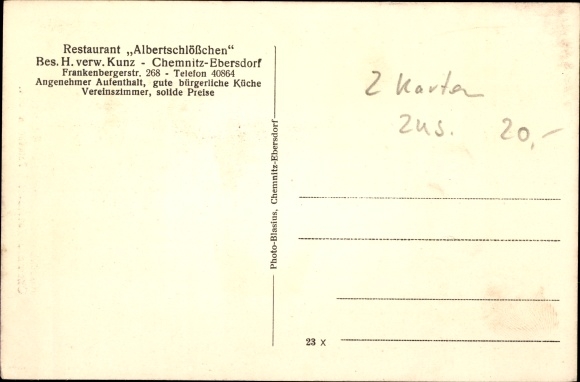 Restaurant „Albertschlößchen“
Bes. H. verw. Kunz - Chemnitz-Ebersdorf
Frankenbergerstr. 268 - Telefon 40864
Angenehmer Aufenthalt, gute bürgerliche Küche
Vereinszimmer, solide Preise
Photo-Blasius, Chemnitz-Ebersdorf
2 Karten
zus. 20,-
23 x